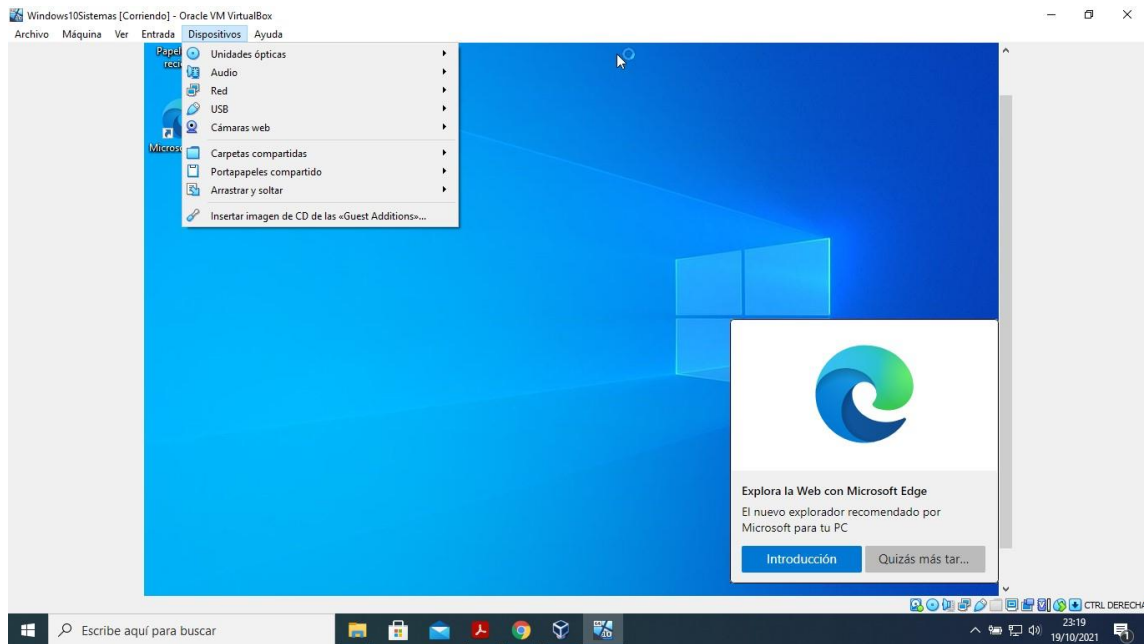 Windows10Sistemas [Corriendo] - Oracle VM VirtualBox
Archivo Máquina Ver Entrada Dispositivos Ayuda
Papel
reci
Microso
Unidades ópticas
Audio
Red
USB
Cámaras web
Carpetas compartidas
Portapapeles compartido
Arrastrar y soltar
Insertar imagen de CD de las «Guest Additions»...
Explora la Web con Microsoft Edge
El nuevo explorador recomendado por
Microsoft para tu PC
Introducción Quizás más tar...
CTRL DERECHA
Escribe aquí para buscar
23:19
19/10/2021